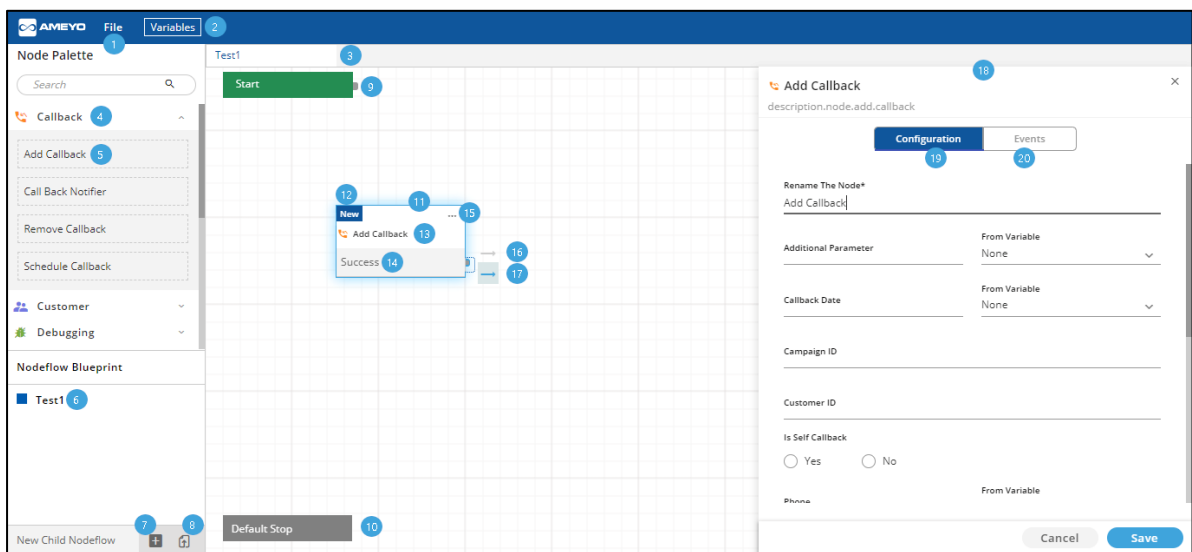 AMEYO File Variables 2
1
Node Palette
Search
Callback 4
Add Callback 5
Call Back Notifier
Remove Callback
Schedule Callback
Customer
Debugging
Nodeflow Blueprint
Test1 6
7 8
New Child Nodeflow
Test1 3
Start 9
12 11
New ... 15
Add Callback 13
Success 14
16
17
Default Stop 10
18
Add Callback ×
description.node.add.callback
Configuration Events
19 20
Rename The Node*
Add Callback
Additional Parameter
From Variable
None
Callback Date
From Variable
None
Campaign ID
Customer ID
Is Self Callback
Yes No
Phone
From Variable
Cancel Save